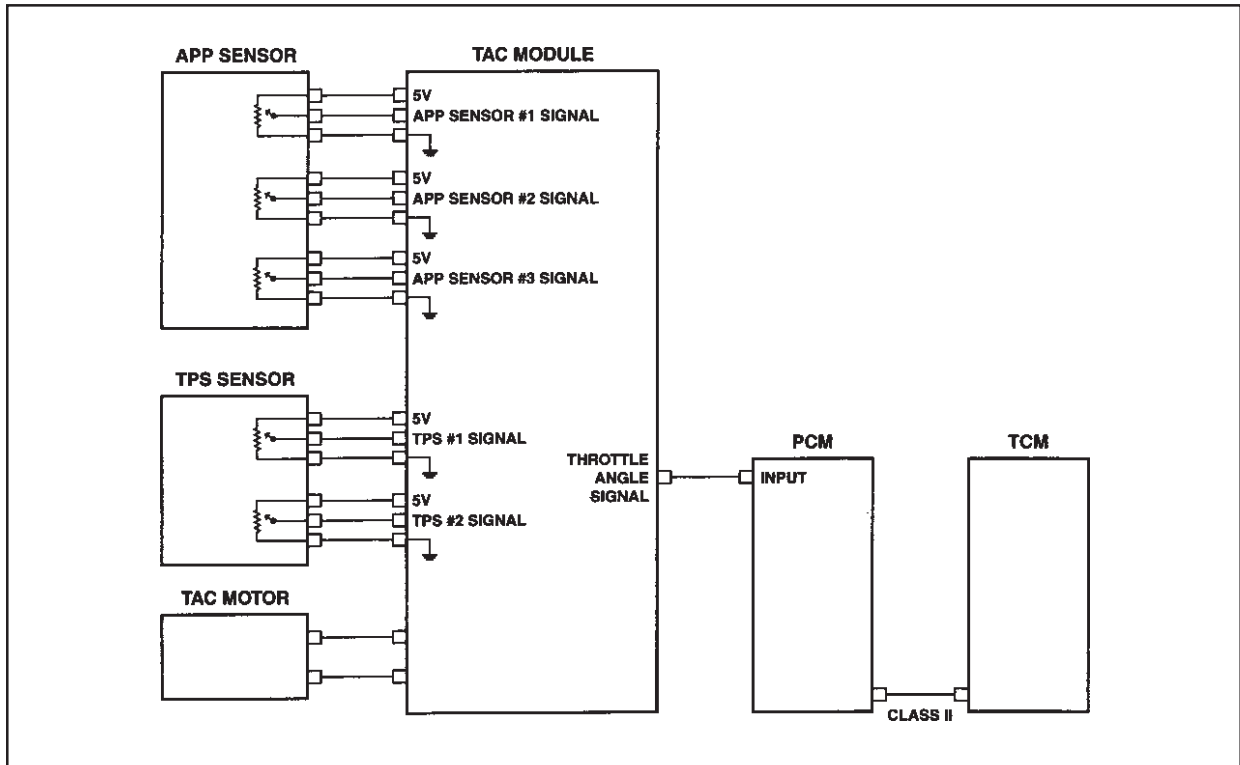 APP SENSOR
TAC MODULE
5V
APP SENSOR #1 SIGNAL
5V
APP SENSOR #2 SIGNAL
5V
APP SENSOR #3 SIGNAL
TPS SENSOR
5V
TPS #1 SIGNAL
5V
TPS #2 SIGNAL
THROTTLE
ANGLE
SIGNAL
TAC MOTOR
PCM
INPUT
TCM
CLASS II